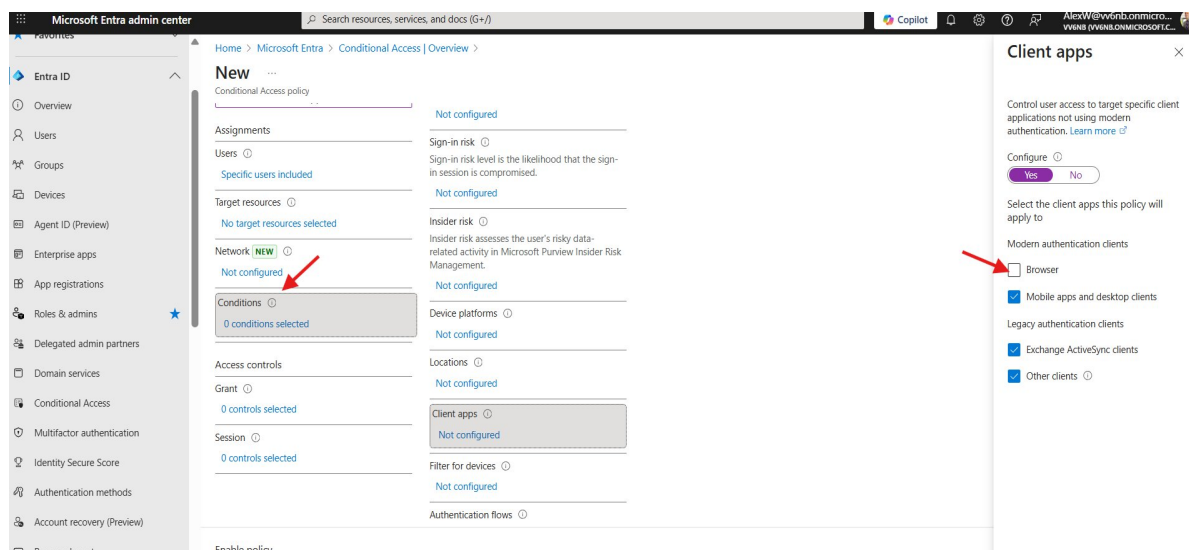 Microsoft Entra admin center
Search resources, services, and docs (G+/)
Copilot
AlexW@vv6nb.onmicro...
VV6NB (VV6NB.ONMICROSOFT.C...
Favorites
Entra ID
Overview
Users
Groups
Devices
Agent ID (Preview)
Enterprise apps
App registrations
Roles & admins
Delegated admin partners
Domain services
Conditional Access
Multifactor authentication
Identity Secure Score
Authentication methods
Account recovery (Preview)
Home > Microsoft Entra > Conditional Access | Overview >
New ...
Conditional Access policy
Assignments
Users
Specific users included
Target resources
No target resources selected
Network NEW
Not configured
Conditions
0 conditions selected
Access controls
Grant
0 controls selected
Session
0 controls selected
Enable policy
Not configured
Sign-in risk
Sign-in risk level is the likelihood that the sign-
in session is compromised.
Not configured
Insider risk
Insider risk assesses the user's risky data-
related activity in Microsoft Purview Insider Risk
Management.
Not configured
Device platforms
Not configured
Locations
Not configured
Client apps
Not configured
Filter for devices
Not configured
Authentication flows
Client apps
Control user access to target specific client
applications not using modern
authentication. Learn more
Configure
Yes No
Select the client apps this policy will
apply to
Modern authentication clients
Browser
Mobile apps and desktop clients
Legacy authentication clients
Exchange ActiveSync clients
Other clients